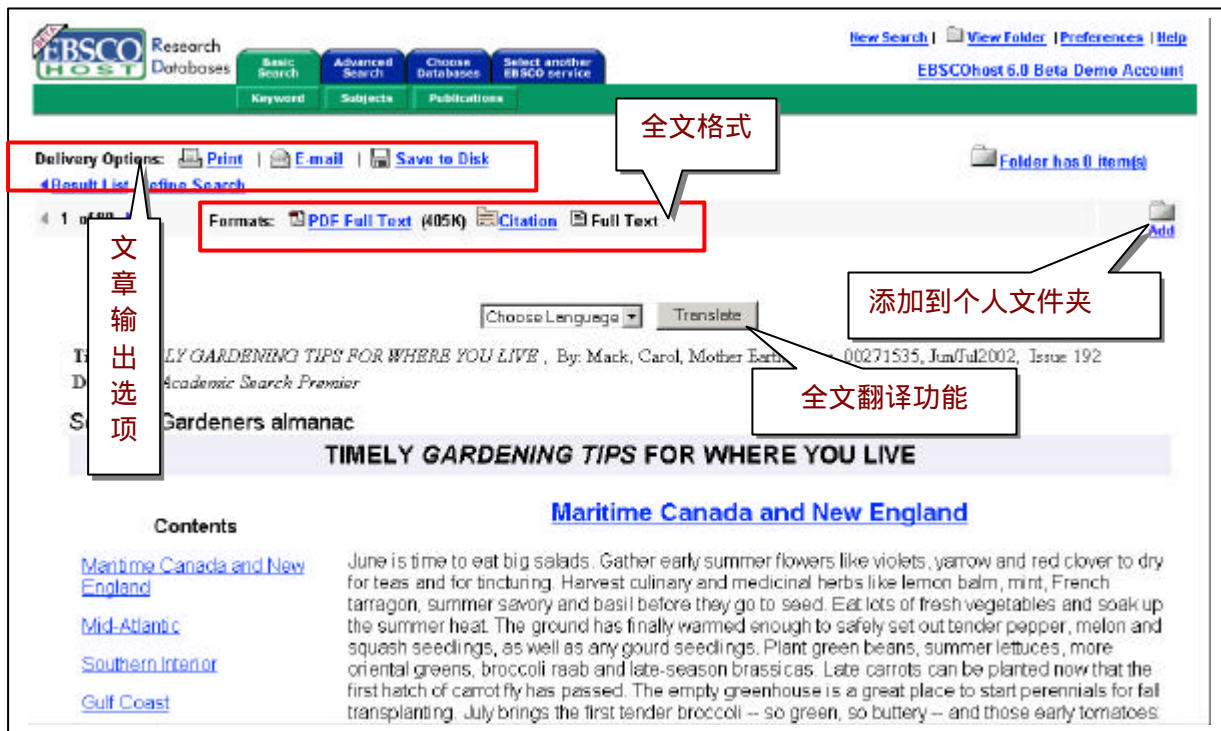 BETA
EBSCO
HOST
Research
Databases
Basic Search
Advanced Search
Choose Databases
Select another EBSCO service
New Search | View Folder | Preferences | Help
EBSCOhost 6.0 Beta Demo Account
Keyword Subjects Publications
全文格式
Delivery Options: Print | E-mail | Save to Disk
Folder has 0 item(s)
Result List Refine Search
1 of
Formats: PDF Full Text (405K) Citation Full Text
Add
文章输出选项
添加到个人文件夹
Choose Language Translate
LY GARDENING TIPS FOR WHERE YOU LIVE , By: Mack, Carol, Mother Earth 00271535, Jun/Jul2002, Issue 192
Academic Search Premier
全文翻译功能
Gardeners almanac
TIMELY GARDENING TIPS FOR WHERE YOU LIVE
Contents
Maritime Canada and New England
Mid-Atlantic
Southern Interior
Gulf Coast
Maritime Canada and New England
June is time to eat big salads. Gather early summer flowers like violets, yarrow and red clover to dry
for teas and for tincturing. Harvest culinary and medicinal herbs like lemon balm, mint, French
tarragon, summer savory and basil before they go to seed. Eat lots of fresh vegetables and soak up
the summer heat. The ground has finally warmed enough to safely set out tender pepper, melon and
squash seedlings, as well as any gourd seedlings. Plant green beans, summer lettuces, more
oriental greens, broccoli raab and late-season brassicas. Late carrots can be planted now that the
first hatch of carrot fly has passed. The empty greenhouse is a great place to start perennials for fall
transplanting. July brings the first tender broccoli -- so green, so buttery -- and those early tomatoes: